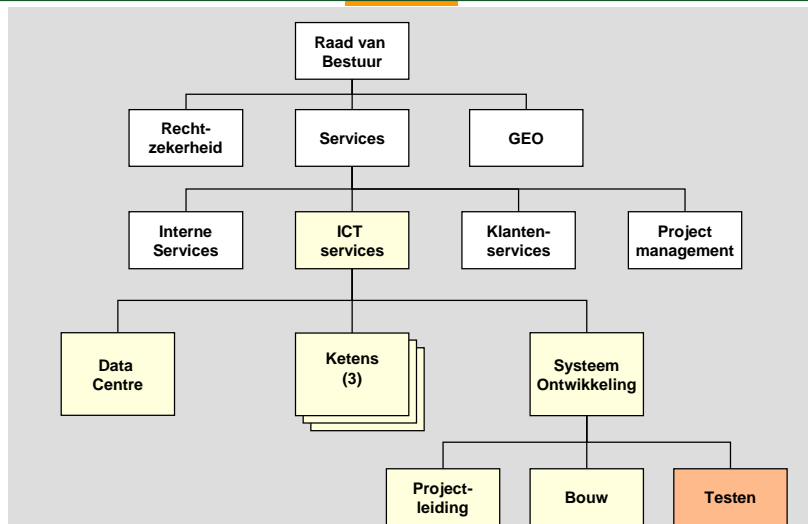 Raad van
Bestuur
Recht-
zekerheid
Services
GEO
Interne
Services
ICT
services
Klanten-
services
Project
management
Data
Centre
Ketens
(3)
Systeem
Ontwikkeling
Project-
leiding
Bouw
Testen